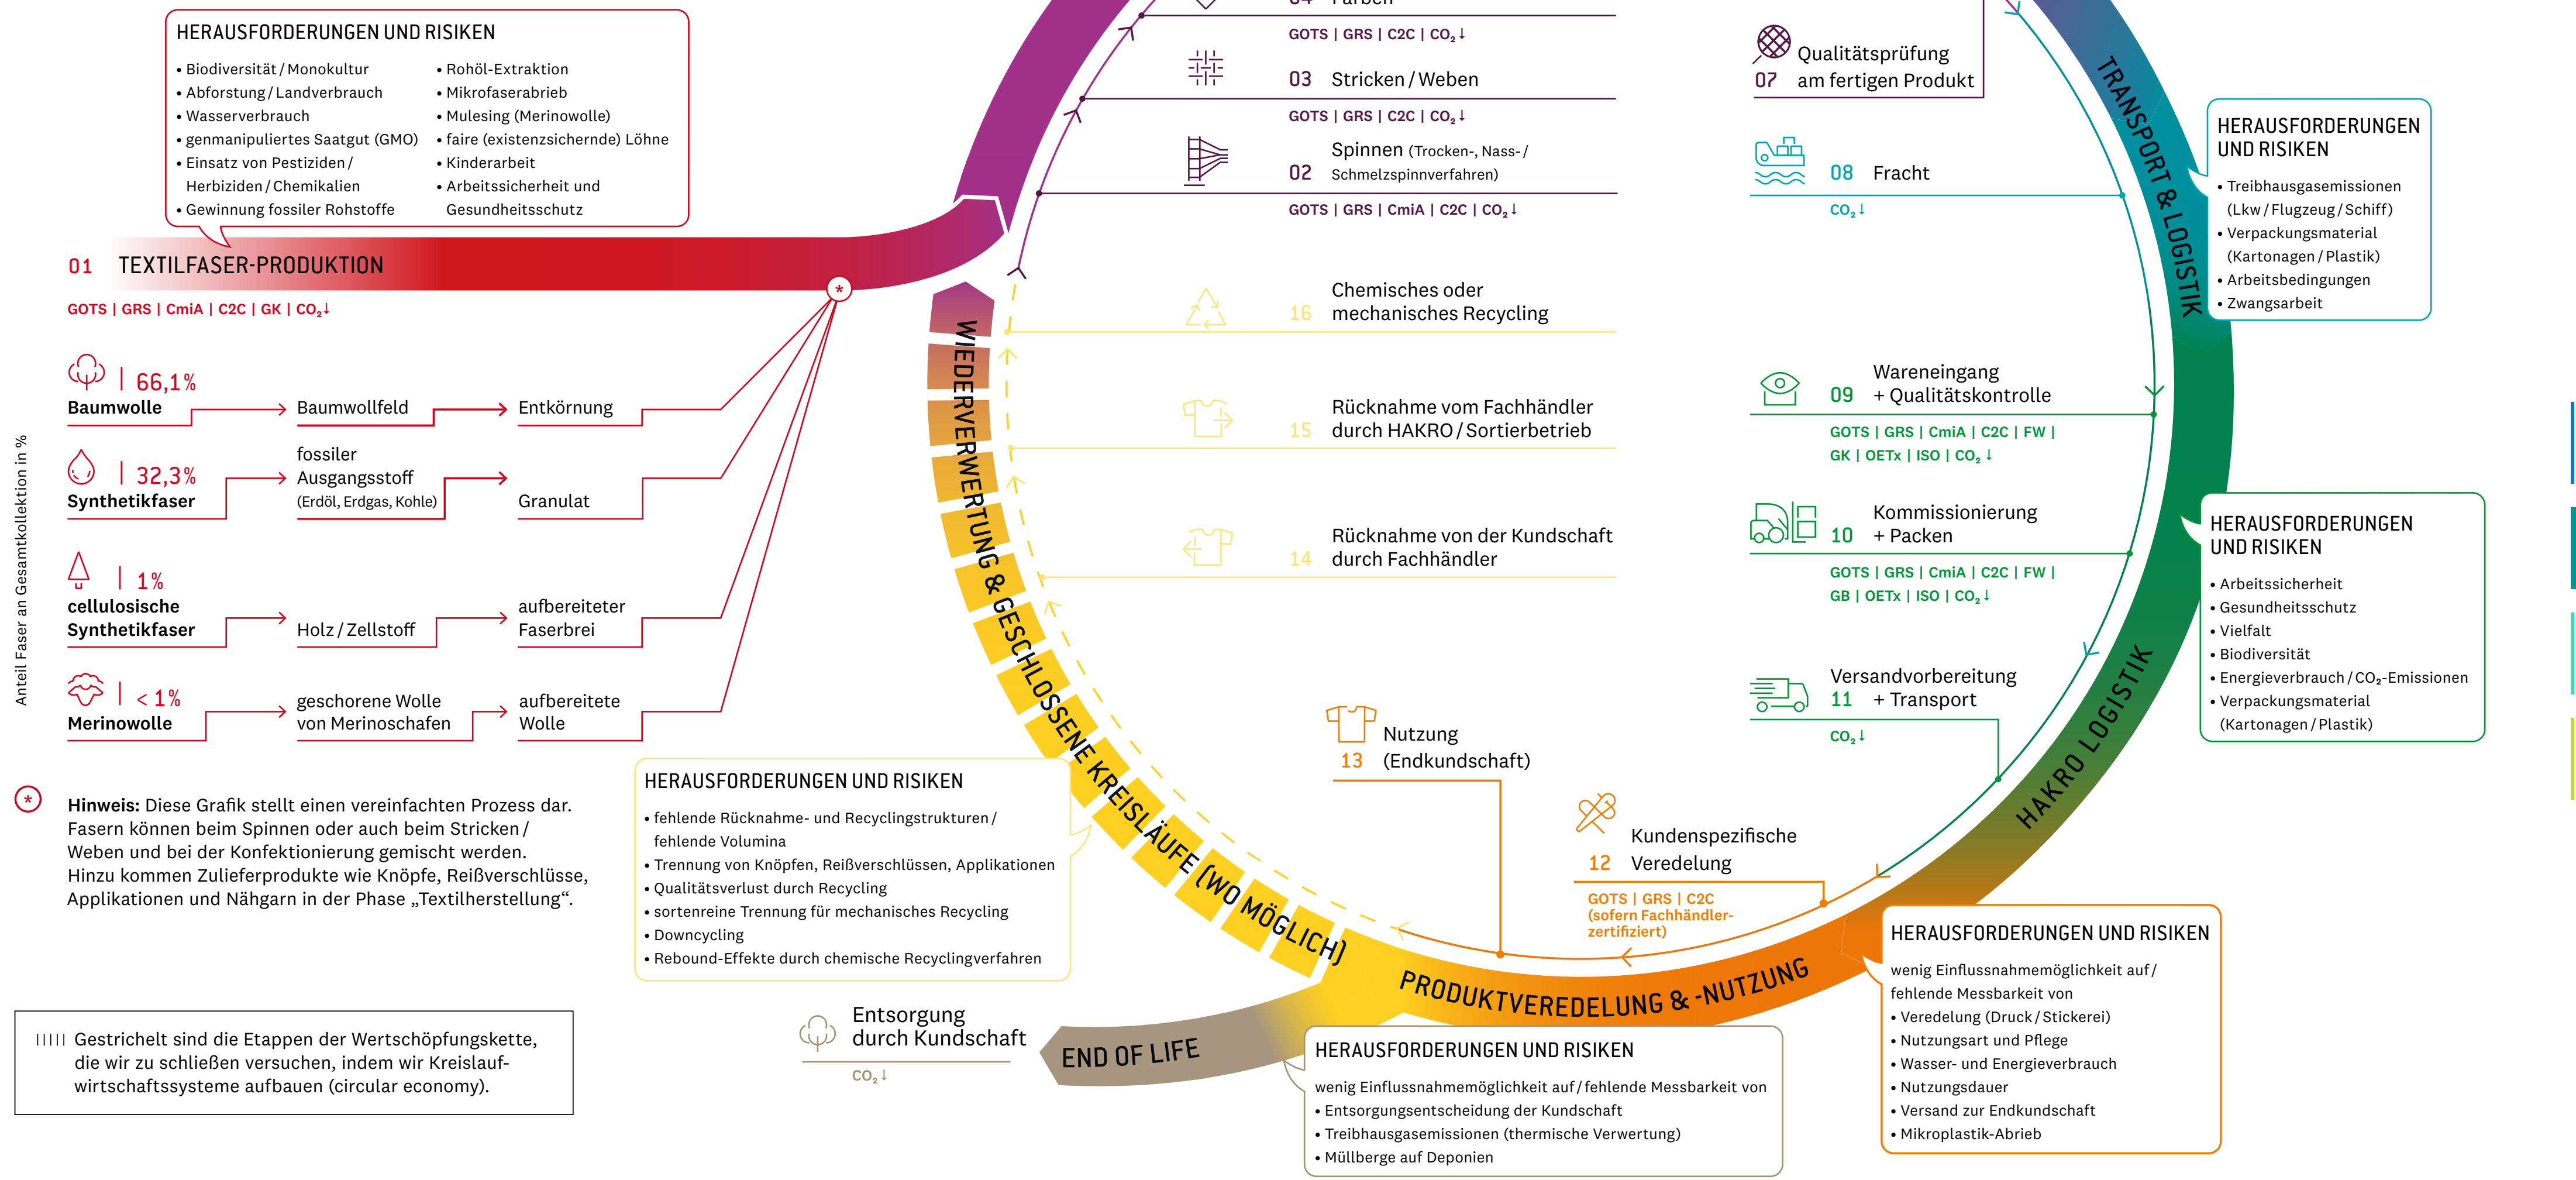 HERAUSFORDERUNGEN UND RISIKEN
• Biodiversität / Monokultur
• Abforstung / Landverbrauch
• Wasserverbrauch
• genmanipuliertes Saatgut (GMO)
• Einsatz von Pestiziden /
Herbiziden / Chemikalien
• Gewinnung fossiler Rohstoffe
• Rohöl-Extraktion
• Mikrofaserabrieb
• Mulesing (Merinowolle)
• faire (existenzsichernde) Löhne
• Kinderarbeit
• Arbeitssicherheit und
Gesundheitsschutz
01 TEXTILFASER-PRODUKTION
GOTS | GRS | CmiA | C2C | GK | CO₂↓
Anteil Faser an Gesamtkollektion in %
66,1%
Baumwolle
Baumwollfeld
Entkörnung
32,3%
Synthetikfaser
fossiler
Ausgangsstoff
(Erdöl, Erdgas, Kohle)
Granulat
1%
cellulosische
Synthetikfaser
Holz / Zellstoff
aufbereiteter
Faserbrei
< 1%
Merinowolle
geschorene Wolle
von Merinoschafen
aufbereitete
Wolle
*
* Hinweis: Diese Grafik stellt einen vereinfachten Prozess dar.
Fasern können beim Spinnen oder auch beim Stricken /
Weben und bei der Konfektionierung gemischt werden.
Hinzu kommen Zulieferprodukte wie Knöpfe, Reißverschlüsse,
Applikationen und Nähgarn in der Phase „Textilherstellung“.
Gestrichelt sind die Etappen der Wertschöpfungskette,
die wir zu schließen versuchen, indem wir Kreislauf-
wirtschaftssysteme aufbauen (circular economy).
04 Färben
GOTS | GRS | C2C | CO₂↓
03 Stricken / Weben
GOTS | GRS | C2C | CO₂↓
02 Spinnen (Trocken-, Nass- /
Schmelzspinnverfahren)
GOTS | GRS | CmiA | C2C | CO₂↓
16 Chemisches oder
mechanisches Recycling
15 Rücknahme vom Fachhändler
durch HAKRO / Sortierbetrieb
14 Rücknahme von der Kundschaft
durch Fachhändler
WIEDERVERWERTUNG & GESCHLOSSENE KREISLÄUFE (WO MÖGLICH)
HERAUSFORDERUNGEN UND RISIKEN
• fehlende Rücknahme- und Recyclingstrukturen /
fehlende Volumina
• Trennung von Knöpfen, Reißverschlüssen, Applikationen
• Qualitätsverlust durch Recycling
• sortenreine Trennung für mechanisches Recycling
• Downcycling
• Rebound-Effekte durch chemische Recyclingverfahren
Entsorgung
durch Kundschaft
CO₂↓
END OF LIFE
HERAUSFORDERUNGEN UND RISIKEN
wenig Einflussnahmemöglichkeit auf / fehlende Messbarkeit von
• Entsorgungsentscheidung der Kundschaft
• Treibhausgasemissionen (thermische Verwertung)
• Müllberge auf Deponien
07 Qualitätsprüfung
am fertigen Produkt
08 Fracht
CO₂↓
TRANSPORT & LOGISTIK
HERAUSFORDERUNGEN
UND RISIKEN
• Treibhausgasemissionen
(Lkw / Flugzeug / Schiff)
• Verpackungsmaterial
(Kartonagen / Plastik)
• Arbeitsbedingungen
• Zwangsarbeit
09 Wareneingang
+ Qualitätskontrolle
GOTS | GRS | CmiA | C2C | FW |
GK | OETx | ISO | CO₂ ↓
10 Kommissionierung
+ Packen
GOTS | GRS | CmiA | C2C | FW |
GB | OETx | ISO | CO₂↓
11 Versandvorbereitung
+ Transport
CO₂↓
HAKRO LOGISTIK
HERAUSFORDERUNGEN
UND RISIKEN
• Arbeitssicherheit
• Gesundheitsschutz
• Vielfalt
• Biodiversität
• Energieverbrauch / CO₂-Emissionen
• Verpackungsmaterial
(Kartonagen / Plastik)
13 Nutzung
(Endkundschaft)
12 Kundenspezifische
Veredelung
GOTS | GRS | C2C
(sofern Fachhändler-
zertifiziert)
PRODUKTVEREDELUNG & -NUTZUNG
HERAUSFORDERUNGEN UND RISIKEN
wenig Einflussnahmemöglichkeit auf /
fehlende Messbarkeit von
• Veredelung (Druck / Stickerei)
• Nutzungsart und Pflege
• Wasser- und Energieverbrauch
• Nutzungsdauer
• Versand zur Endkundschaft
• Mikroplastik-Abrieb